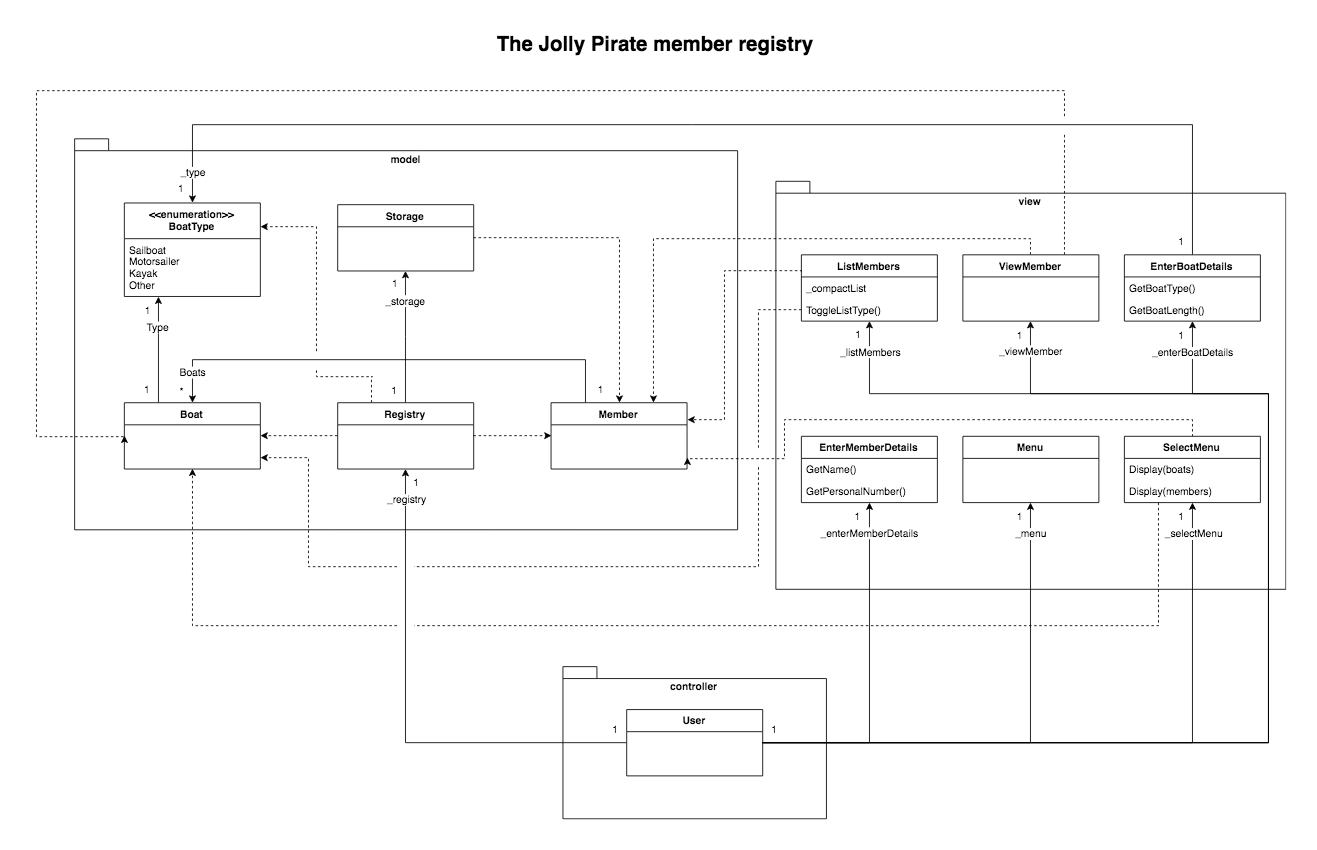 The Jolly Pirate member registry
model
_type
1
<<enumeration>>
BoatType
Sailboat
Motorsailer
Kayak
Other
Storage
1
_storage
1
Type
Boats
1
*
1
1
Boat
Registry
Member
1
_registry
view
1
ListMembers
_compactList
ToggleListType()
ViewMember
EnterBoatDetails
GetBoatType()
GetBoatLength()
1
_listMembers
1
_viewMember
1
_enterBoatDetails
EnterMemberDetails
GetName()
GetPersonalNumber()
Menu
SelectMenu
Display(boats)
Display(members)
1
_enterMemberDetails
1
_menu
1
_selectMenu
controller
User
1
1